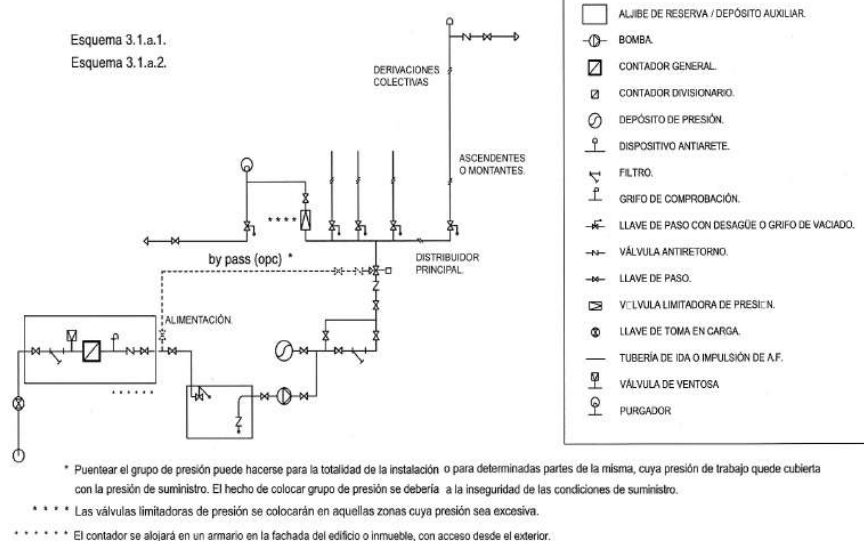 Esquema 3.1.a.1.
Esquema 3.1.a.2.
DERIVACIONES
COLECTIVAS
ASCENDENTES
O MONTANTES.
* * * *
by pass (opc) *
DISTRIBUIDOR
PRINCIPAL.
ALIMENTACIÓN.
* * * * * *
ALJIBE DE RESERVA / DEPÓSITO AUXILIAR.
BOMBA.
CONTADOR GENERAL.
CONTADOR DIVISIONARIO.
DEPÓSITO DE PRESIÓN.
DISPOSITIVO ANTIARETE.
FILTRO.
GRIFO DE COMPROBACIÓN.
LLAVE DE PASO CON DESAGÜE O GRIFO DE VACIADO.
VÁLVULA ANTIRETORNO.
LLAVE DE PASO.
V□LVULA LIMITADORA DE PRESI□N.
LLAVE DE TOMA EN CARGA.
TUBERÍA DE IDA O IMPULSIÓN DE A.F.
VÁLVULA DE VENTOSA
PURGADOR
* Puentear el grupo de presión puede hacerse para la totalidad de la instalación o para determinadas partes de la misma, cuya presión de trabajo quede cubierta
con la presión de suministro. El hecho de colocar grupo de presión se debería a la inseguridad de las condiciones de suministro.
* * * * Las válvulas limitadoras de presión se colocarán en aquellas zonas cuya presión sea excesiva.
* * * * * * El contador se alojará en un armario en la fachada del edificio o inmueble, con acceso desde el exterior.